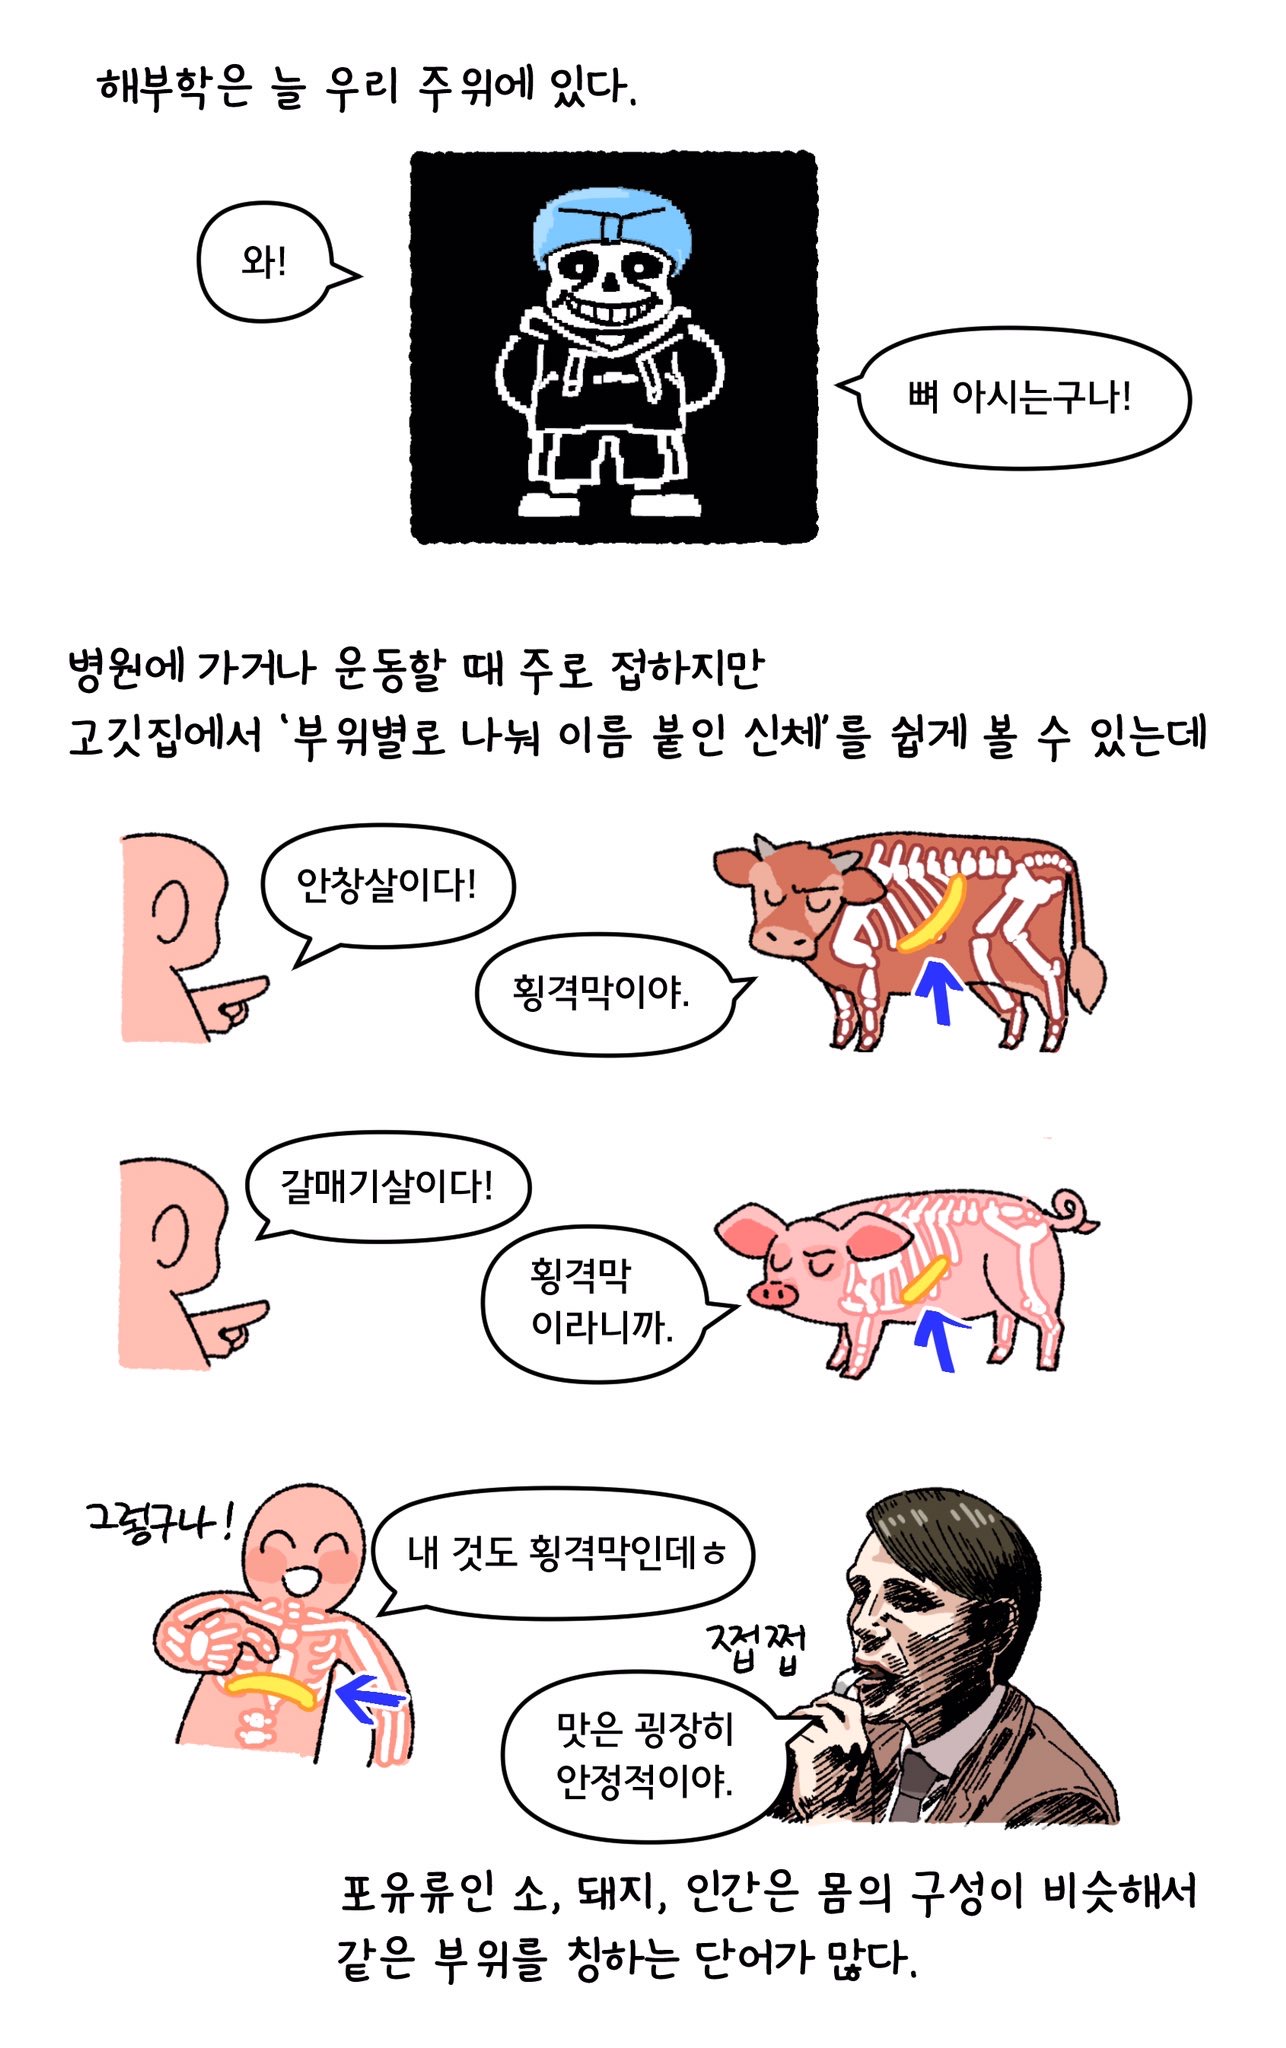 해부학은 늘 우리 주위에 있다.
와!
뼈 아시는구나!
병원에 가거나 운동할 때 주로 접하지만
고깃집에서 '부위별로 나눠 이름 붙인 신체'를 쉽게 볼 수 있는데
안창살이다!
횡격막이야.
갈매기살이다!
횡격막
이라니까.
그렇구나!
내 것도 횡격막인데ㅎ
쩝쩝
맛은 굉장히
안정적이야.
포유류인 소, 돼지, 인간은 몸의 구성이 비슷해서
같은 부위를 칭하는 단어가 많다.